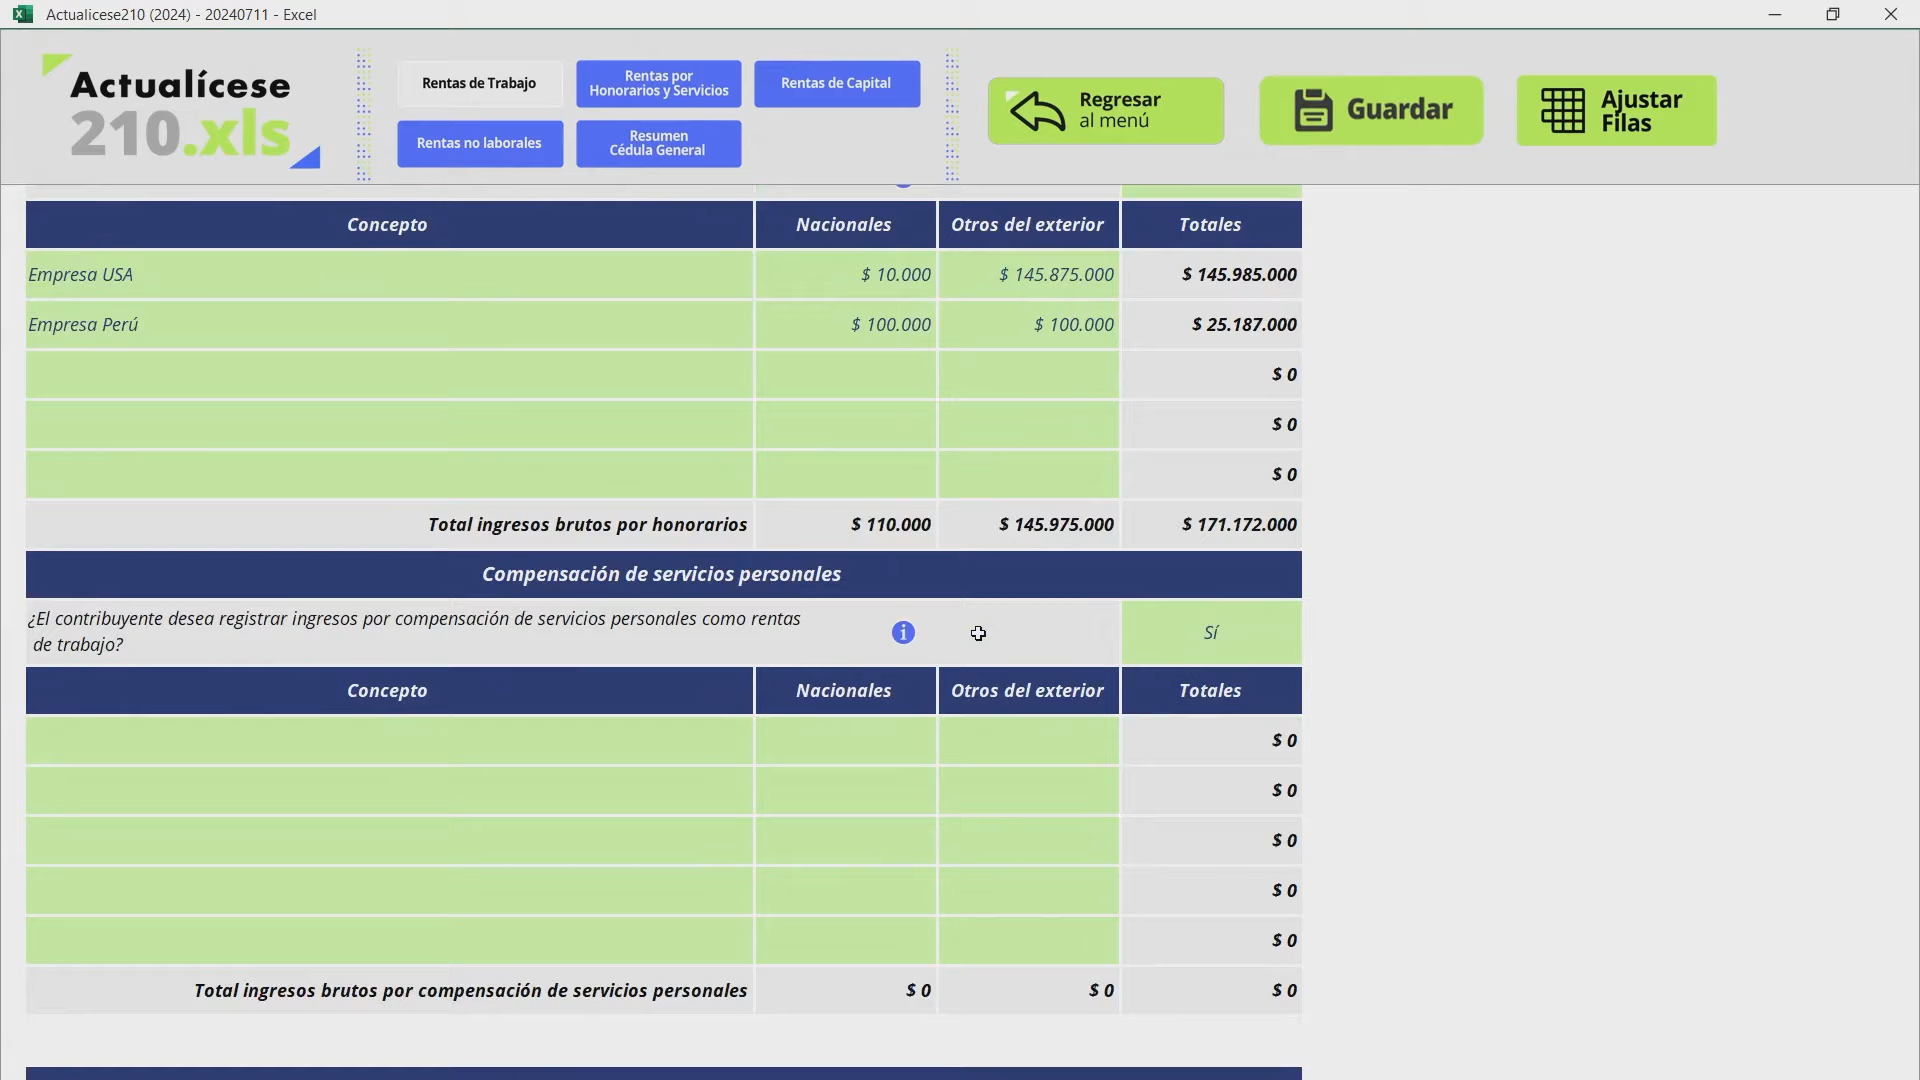 Actualicese210 (2024) - 20240711 - Excel
Actualícese
210.xls
Rentas de Trabajo
Rentas por
Honorarios y Servicios
Rentas de Capital
Rentas no laborales
Resumen
Cédula General
Regresar
al menú
Guardar
Ajustar
Filas
Concepto Nacionales Otros del exterior Totales
Empresa USA $ 10.000 $ 145.875.000 $ 145.985.000
Empresa Perú $ 100.000 $ 100.000 $ 25.187.000
$ 0
$ 0
$ 0
Total ingresos brutos por honorarios $ 110.000 $ 145.975.000 $ 171.172.000
Compensación de servicios personales
¿El contribuyente desea registrar ingresos por compensación de servicios personales como rentas
de trabajo? i Sí
Concepto Nacionales Otros del exterior Totales
$ 0
$ 0
$ 0
$ 0
$ 0
Total ingresos brutos por compensación de servicios personales $ 0 $ 0 $ 0